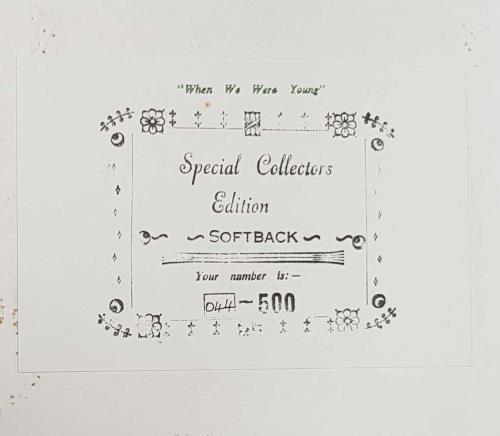 "When We Were Young"
Special Collectors
Edition
~ SOFTBACK ~
Your number is:—
044 ~ 500